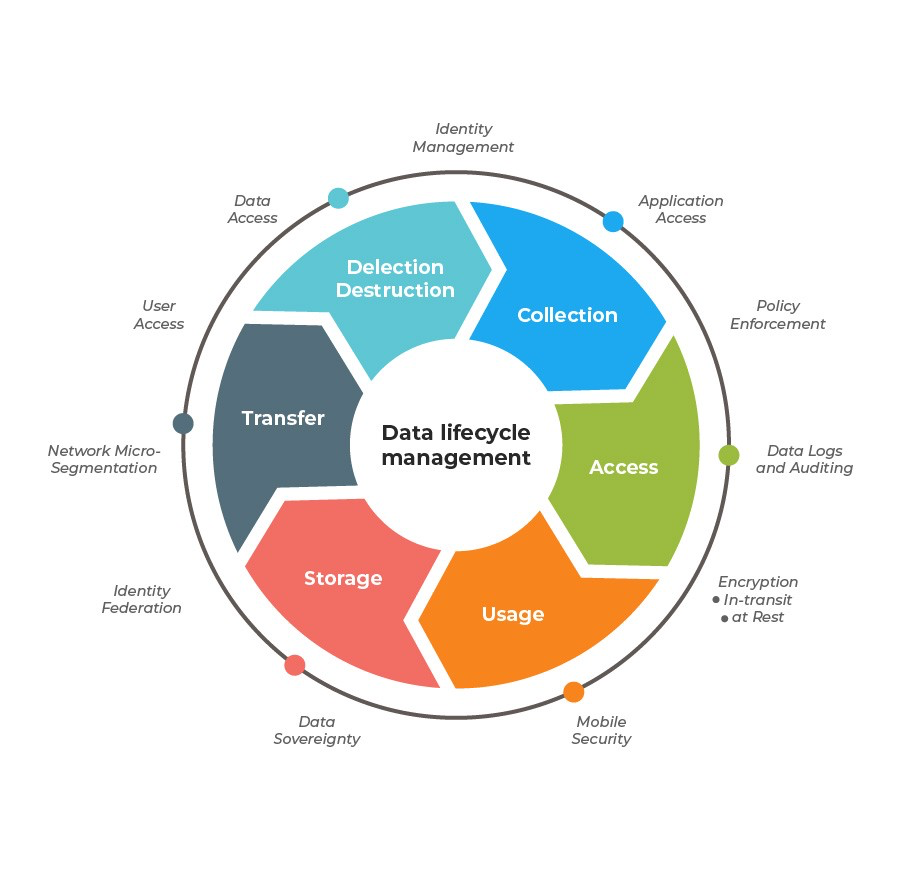 Identity
Management
Data
Access
Application
Access
Delection
Destruction
Collection
User
Access
Policy
Enforcement
Transfer
Data lifecycle
management
Access
Network Micro-
Segmentation
Data Logs
and Auditing
Storage
Usage
Identity
Federation
Encryption
• In-transit
• at Rest
Data
Sovereignty
Mobile
Security